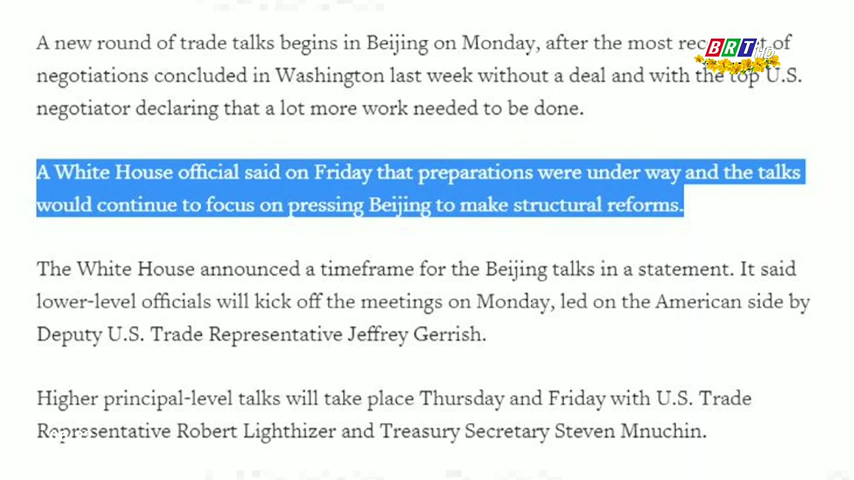 A new round of trade talks begins in Beijing on Monday, after the most of
BRT HD
negotiations concluded in Washington last week without a deal and with the top U.S.
negotiator declaring that a lot more work needed to be done.
A White House official said on Friday that preparations were under way and the talks
would continue to focus on pressing Beijing to make structural reforms.
The White House announced a timeframe for the Beijing talks in a statement. It said
lower-level officials will kick off the meetings on Monday, led on the American side by
Deputy U.S. Trade Representative Jeffrey Gerrish.
Higher principal-level talks will take place Thursday and Friday with U.S. Trade
Representative Robert Lighthizer and Treasury Secretary Steven Mnuchin.